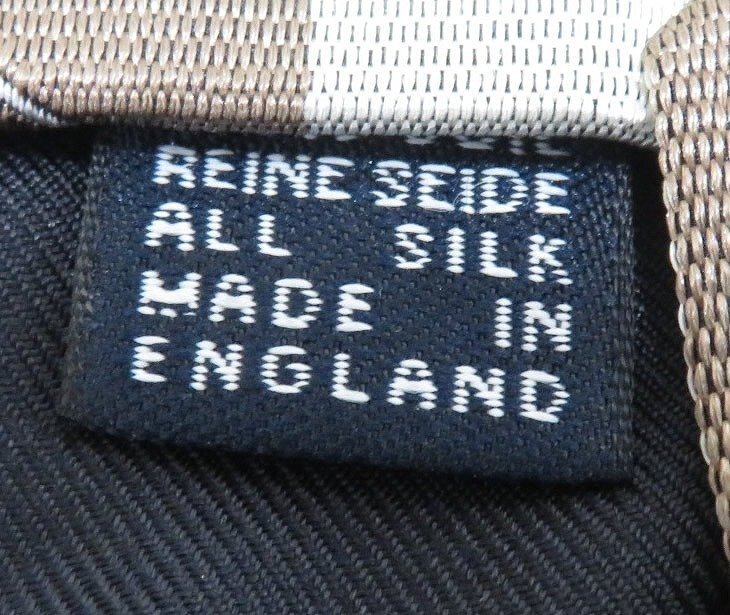 REINE SEIDE
ALL SILK
MADE IN
ENGLAND